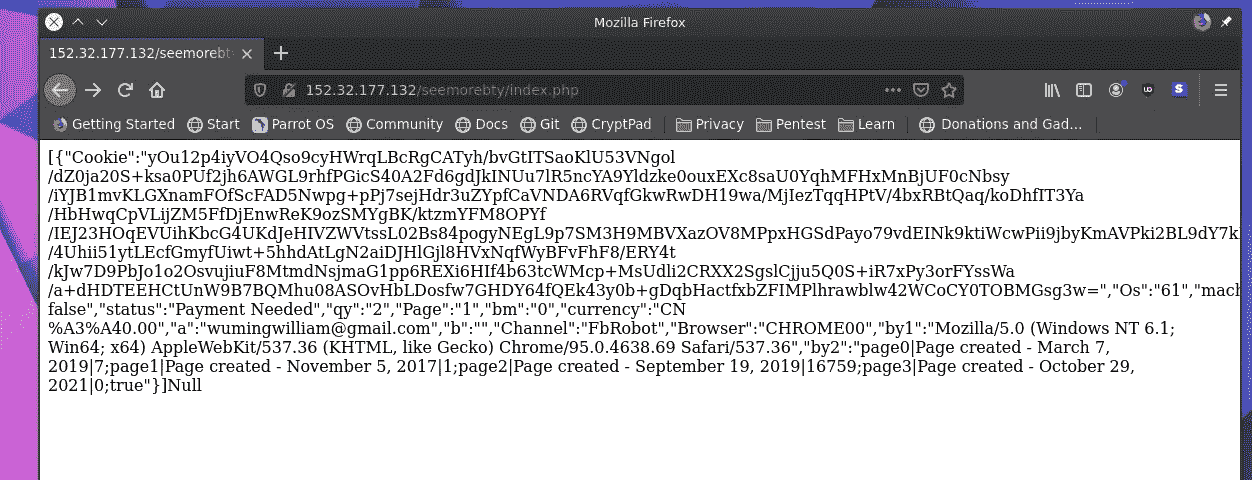 Mozilla Firefox
152.32.177.132/seemorebt
152.32.177.132/seemorebty/index.php
Getting Started Start Parrot OS Community Docs Git CryptPad Privacy Pentest Learn Donations and Gad...
[{"Cookie":"yOu12p4iyVO4Qso9cyHWrqLBcRgCATyh/bvGtITSaoKlU53VNgol
/dZ0ja20S+ksa0PUf2jh6AWGL9rhfPGicS40A2Fd6gdJkINUu7lR5ncYA9Yldzke0ouxEXc8saU0YqhMFHxMnBjUF0cNbsy
/iYJB1mvKLGXnamFOfScFAD5Nwpg+pPj7sejHdr3uZYpfCaVNDA6RVqfGkwRwDH19wa/MjIezTqqHPtV/4bxRBtQaq/koDhfIT3Ya
/HbHwqCpVLijZM5FfDjEnwReK9ozSMYgBK/ktzmYFM8OPYf
/IEJ23HOqEVUihKbcG4UKdJeHIVZWVtssL02Bs84pogyNEgL9p7SM3H9MBVXazOV8MPpxHGSdPayo79vdEINk9ktiWcwPii9jbyKmAVPki2BL9dY7k
/4Uhii51ytLEcfGmyfUiwt+5hhdAtLgN2aiDJHlGjl8HVxNqfWyBFvFhF8/ERY4t
/kJw7D9PbJo1o2OsvujiuF8MtmdNsjmaG1pp6REXi6HIf4b63tcWMcp+MsUdli2CRXX2SgslCjju5Q0S+iR7xPy3orFYssWa
/a+dHDTEEHCtUnW9B7BQMhu08ASOvHbLDosfw7GHDY64fQEk43y0b+gDqbHactfxbZFIMPlhrawblw42WCoCY0TOBMGsg3w=","Os":"61","mach
false","status":"Payment Needed","qy":"2","Page":"1","bm":"0","currency":"CN
%A3%A40.00","a":"wumingwilliam@gmail.com","b":"","Channel":"FbRobot","Browser":"CHROME00","by1":"Mozilla/5.0 (Windows NT 6.1;
Win64; x64) AppleWebKit/537.36 (KHTML, like Gecko) Chrome/95.0.4638.69 Safari/537.36","by2":"page0|Page created - March 7,
2019|7;page1|Page created - November 5, 2017|1;page2|Page created - September 19, 2019|16759;page3|Page created - October 29,
2021|0;true"}]Null